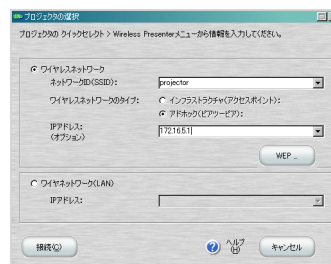 プロジェクタの選択
プロジェクタの クイックセレクト > Wireless Presenterメニューから情報を入力してください。
ワイヤレスネットワーク
ネットワークID(SSID):
projector
ワイヤレスネットワークのタイプ:
インフラストラクチャ(アクセスポイント):
アドホック(ピアツーピア):
IPアドレス:
(オプション)
172.16.5.1
WEP ..
ワイヤネットワーク(LAN)
IPアドレス:
接続(C)
ヘルプ
(H)
キャンセル